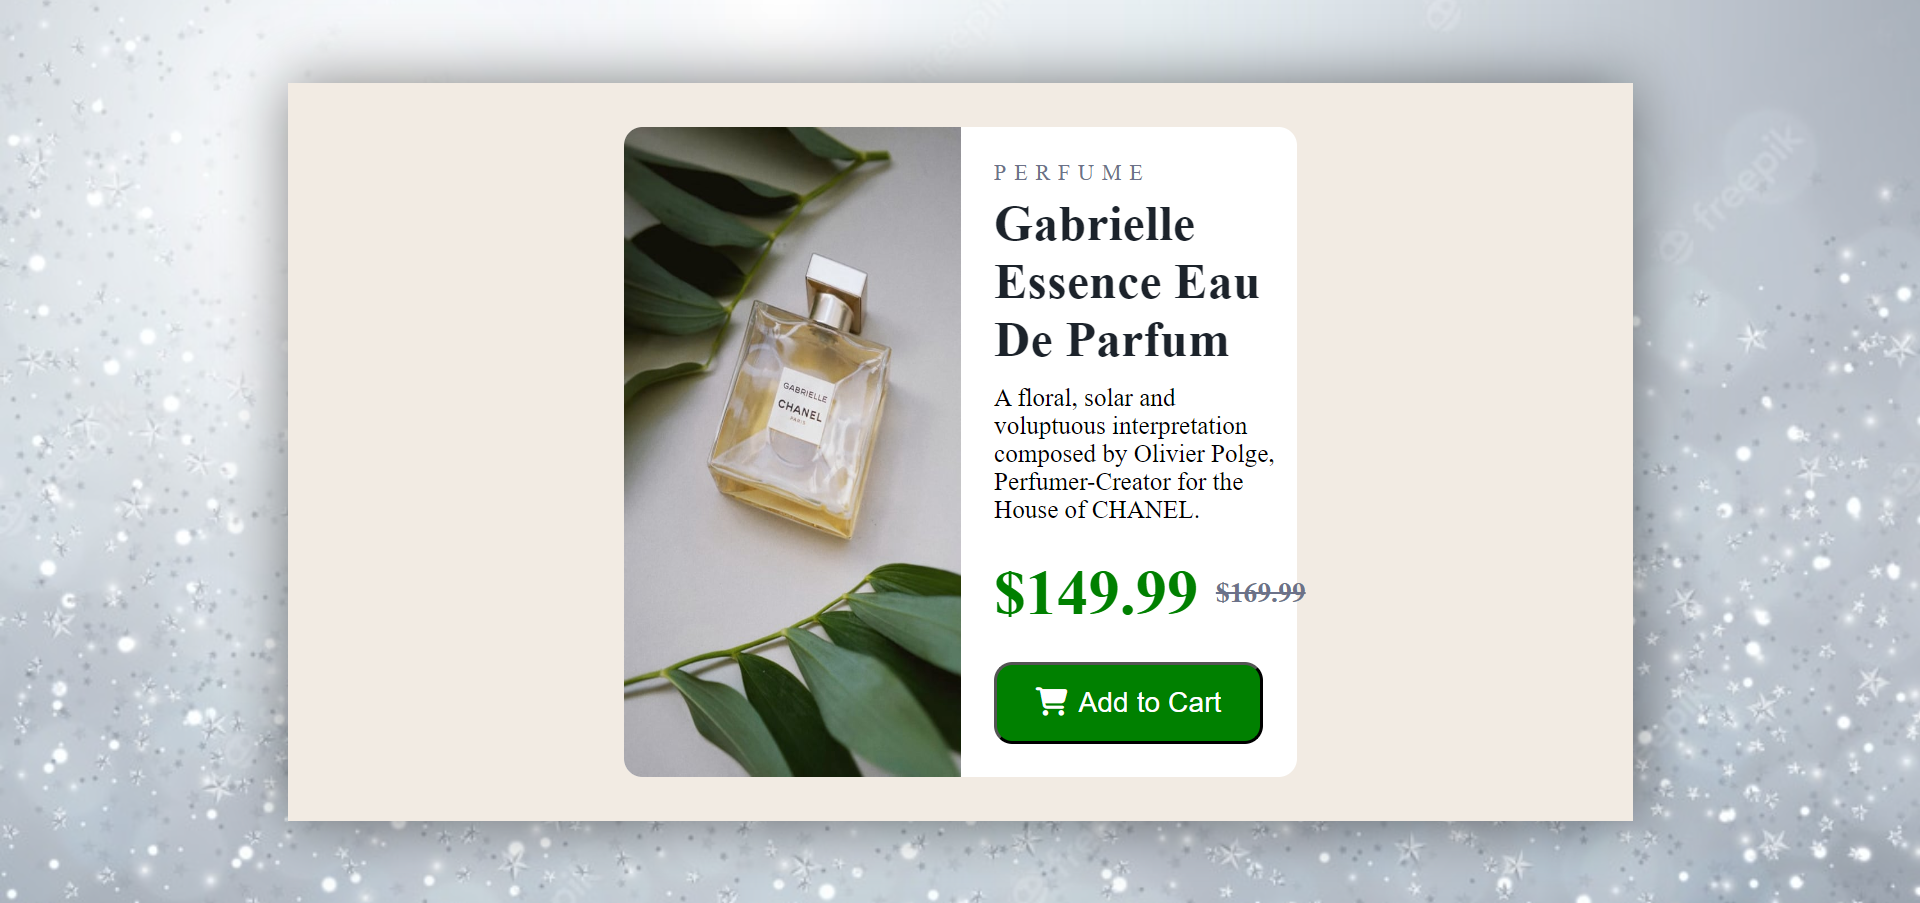 PERFUME
Gabrielle
Essence Eau
De Parfum
A floral, solar and
voluptuous interpretation
composed by Olivier Polge,
Perfumer-Creator for the
House of CHANEL.
$149.99 $169.99
Add to Cart
GABRIELLE
CHANEL
PARIS
freepik